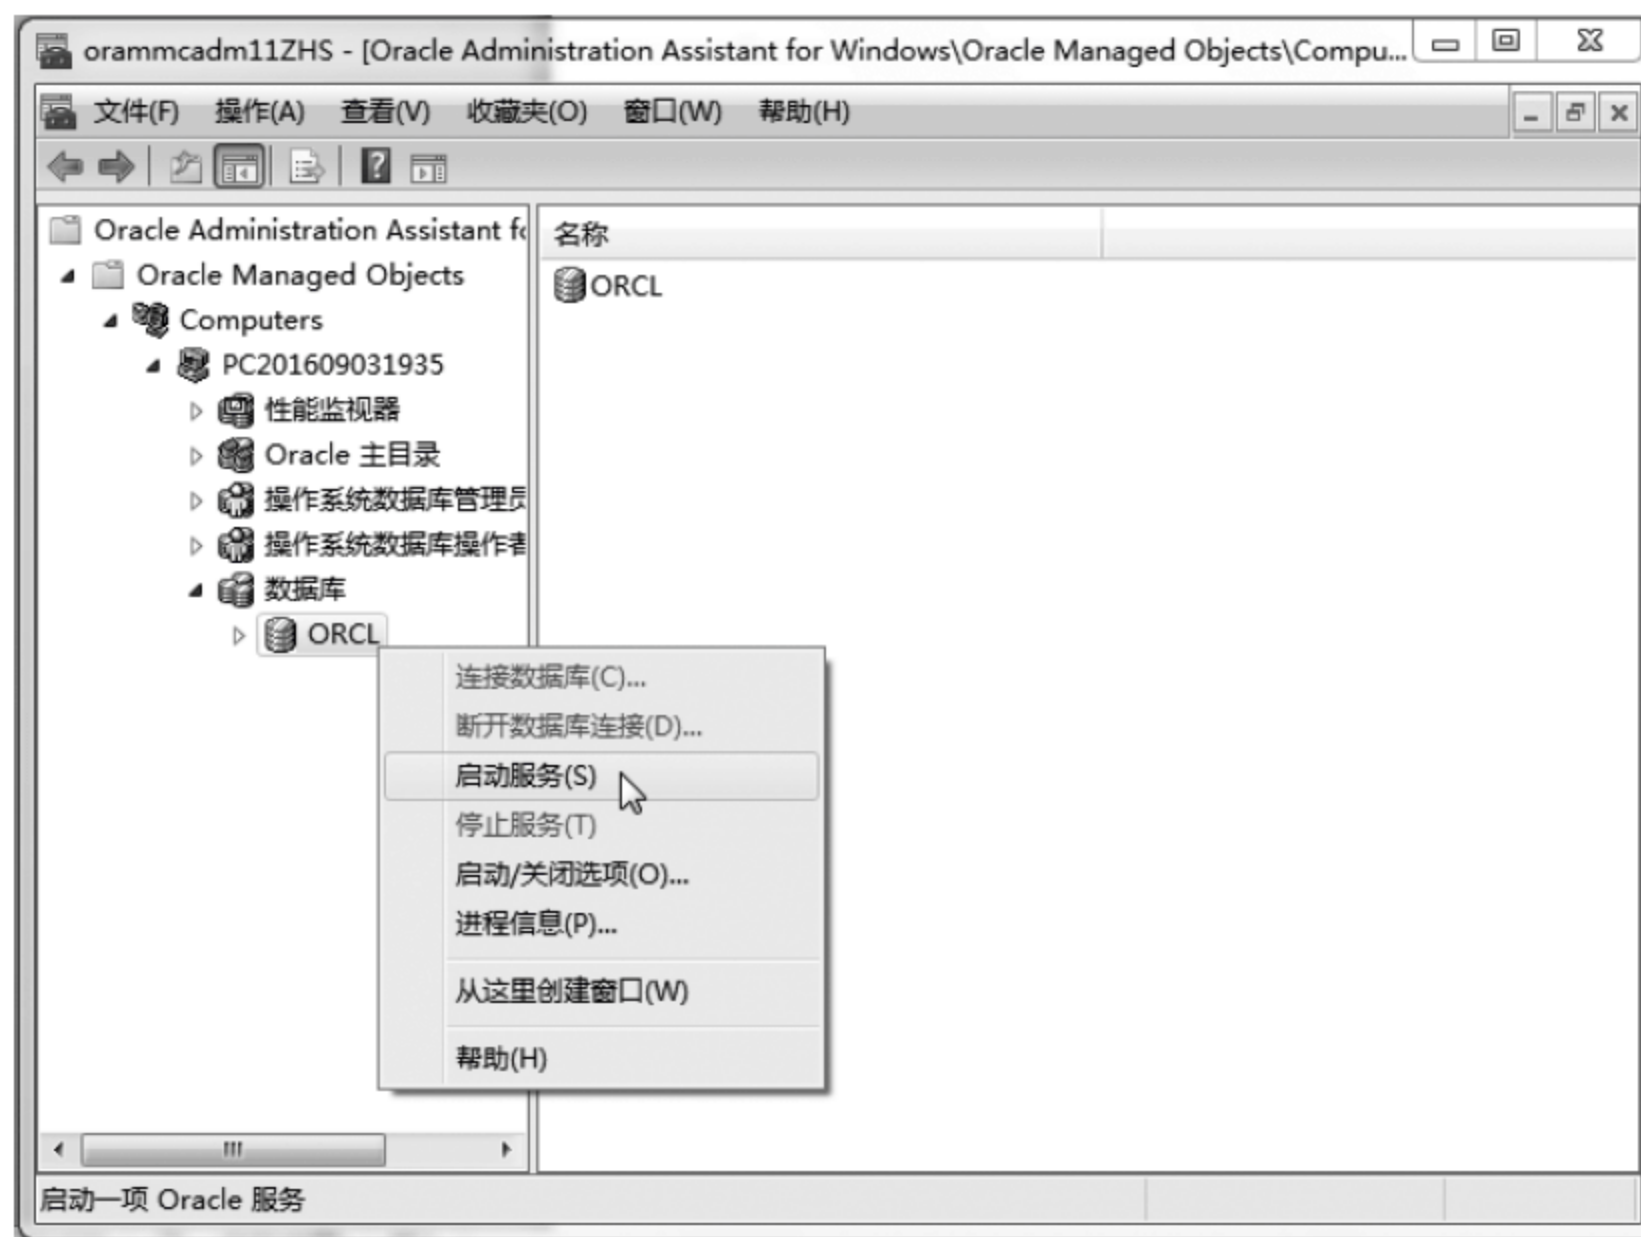 orammcadm11ZHS - [Oracle Administration Assistant for Windows\Oracle Managed Objects\Compu...
文件(F) 操作(A) 查看(V) 收藏夹(O) 窗口(W) 帮助(H)
Oracle Administration Assistant fo
Oracle Managed Objects
Computers
PC201609031935
性能监视器
Oracle 主目录
操作系统数据库管理员
操作系统数据库操作者
数据库
ORCL
名称
ORCL
连接数据库(C)...
断开数据库连接(D)...
启动服务(S)
停止服务(T)
启动/关闭选项(O)...
进程信息(P)...
从这里创建窗口(W)
帮助(H)
启动一项 Oracle 服务